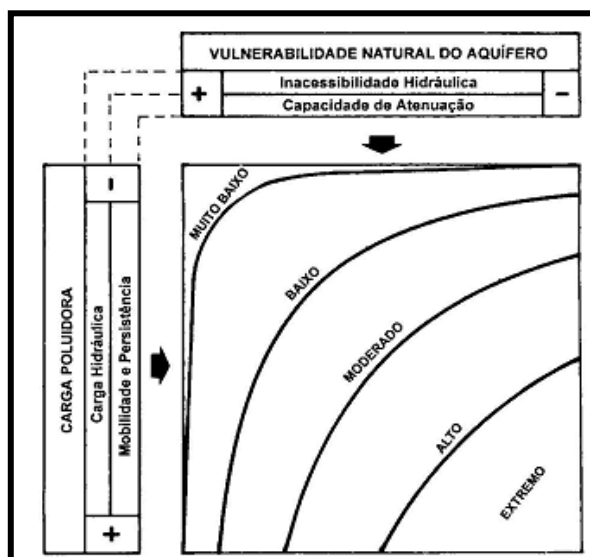 VULNERABILIDADE NATURAL DO AQUÍFERO
+
Inacessibilidade Hidráulica
Capacidade de Atenuação
-
CARGA POLUIDORA
-
Carga Hidráulica
Mobilidade e Persistência
+
MUITO BAIXO
BAIXO
MODERADO
ALTO
EXTREMO